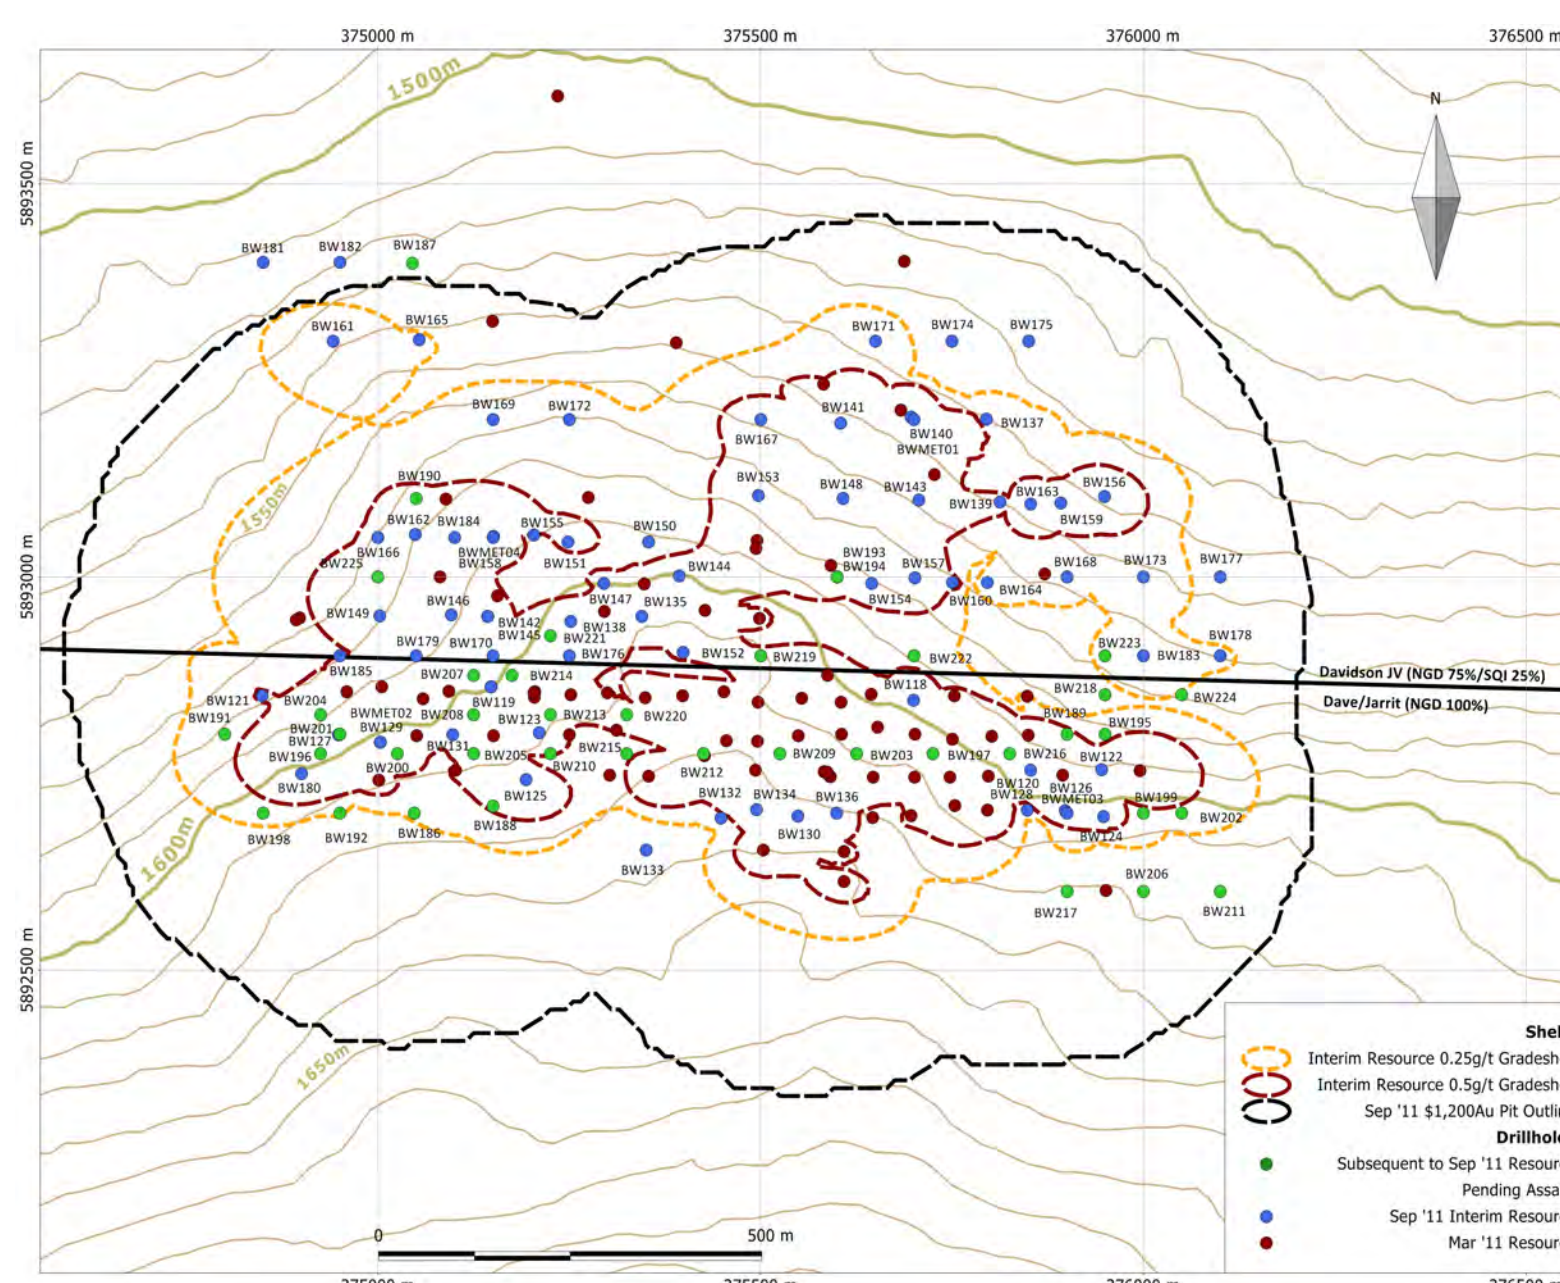 375000 m
375500 m
376000 m
376500 m
1500m
N
5893500 m
BW181
BW182
BW187
BW161
BW165
BW171
BW174
BW175
BW169
BW172
BW141
BW137
BW167
BW140
BWMET01
BW190
BW153
BW148
BW143
BW139
BW163
BW156
BW159
1550m
BW162
BW184
BW155
BW150
BW166
BWMET04
BW158
BW151
BW225
BW193
BW194
BW157
BW168
BW173
BW177
5893000 m
BW144
BW154
BW160
BW164
BW149
BW146
BW142
BW147
BW135
BW145
BW138
BW221
BW179
BW170
BW176
BW152
BW219
BW222
BW223
BW183
BW178
BW185
BW207
BW214
Davidson JV (NGD 75%/SQI 25%)
Dave/Jarrit (NGD 100%)
BW121
BW204
BW119
BW118
BW218
BW224
BW191
BWMET02
BW208
BW123
BW213
BW220
BW189
BW195
BW201
BW127
BW129
BW131
BW205
BW215
BW209
BW203
BW197
BW216
BW122
BW196
BW200
BW210
BW212
BW180
BW125
BW120
BW126
BW128
BWMET03
BW199
BW132
BW134
BW136
BW202
BW198
BW192
BW186
BW188
BW130
BW124
1600m
BW133
BW206
BW217
BW211
5892500 m
1650m
Shel
Interim Resource 0.25g/t Gradesh
Interim Resource 0.5g/t Gradesh
Sep '11 $1,200Au Pit Outli
Drillhol
Subsequent to Sep '11 Resour
Pending Assa
Sep '11 Interim Resour
Mar '11 Resour
0
500 m
375000 m
375500 m
376000 m